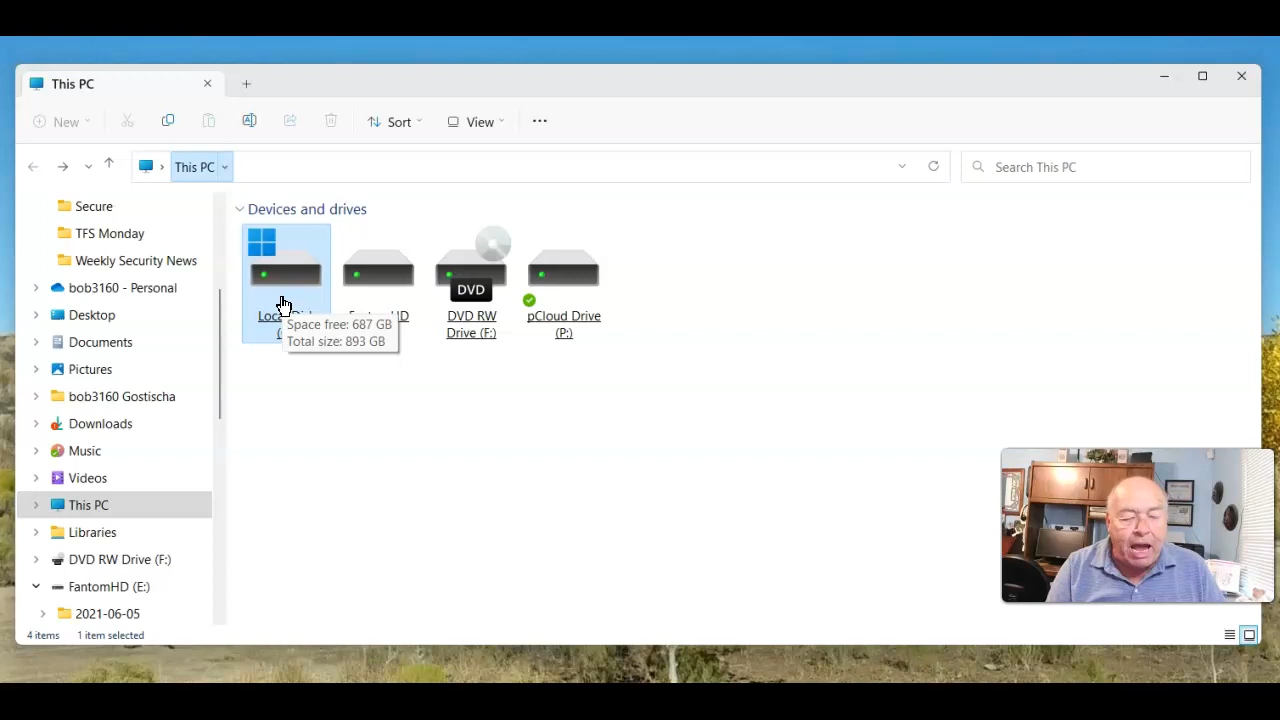 This PC
New
Sort
View
This PC
Search This PC
Secure
TFS Monday
Weekly Security News
bob3160 - Personal
Desktop
Documents
Pictures
bob3160 Gostischa
Downloads
Music
Videos
This PC
Libraries
DVD RW Drive (F:)
FantomHD (E:)
2021-06-05
Devices and drives
DVD
DVD RW
Drive (F:)
pCloud Drive
(P:)
Space free: 687 GB
Total size: 893 GB
4 items
1 item selected